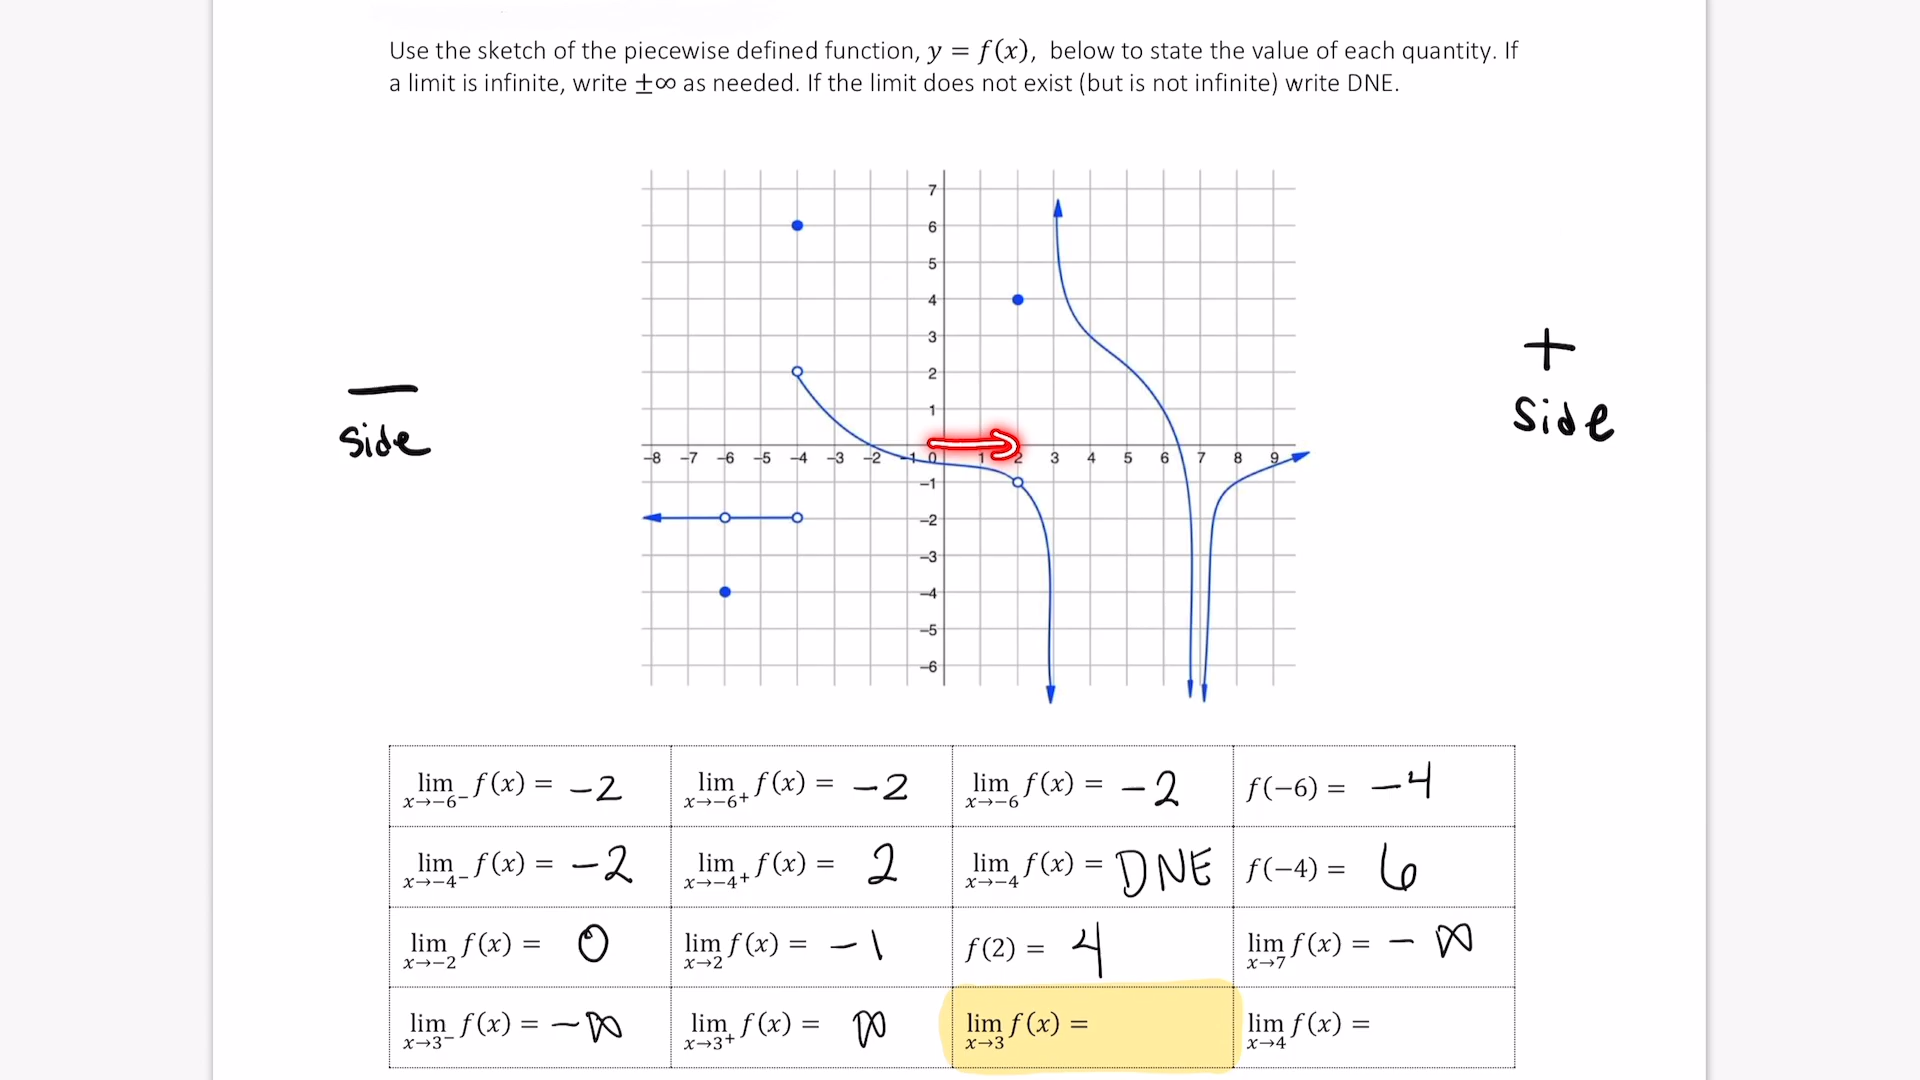 Use the sketch of the piecewise defined function, y = f(x), below to state the value of each quantity. If
a limit is infinite, write ±∞ as needed. If the limit does not exist (but is not infinite) write DNE.
7
6
5
4
3
2
1
−8 −7 −6 −5 −4 −3 −2 −1 0 1 2 3 4 5 6 7 8 9
−1
−2
−3
−4
−5
−6
−
side
+
side
lim x→−6⁻ f(x) = −2
lim x→−6⁺ f(x) = −2
lim x→−6 f(x) = −2
f(−6) = −4
lim x→−4⁻ f(x) = −2
lim x→−4⁺ f(x) = 2
lim x→−4 f(x) = DNE
f(−4) = 6
lim x→−2 f(x) = 0
lim x→2 f(x) = −1
f(2) = 4
lim x→7 f(x) = −∞
lim x→3⁻ f(x) = −∞
lim x→3⁺ f(x) = ∞
lim x→3 f(x) =
lim x→4 f(x) =